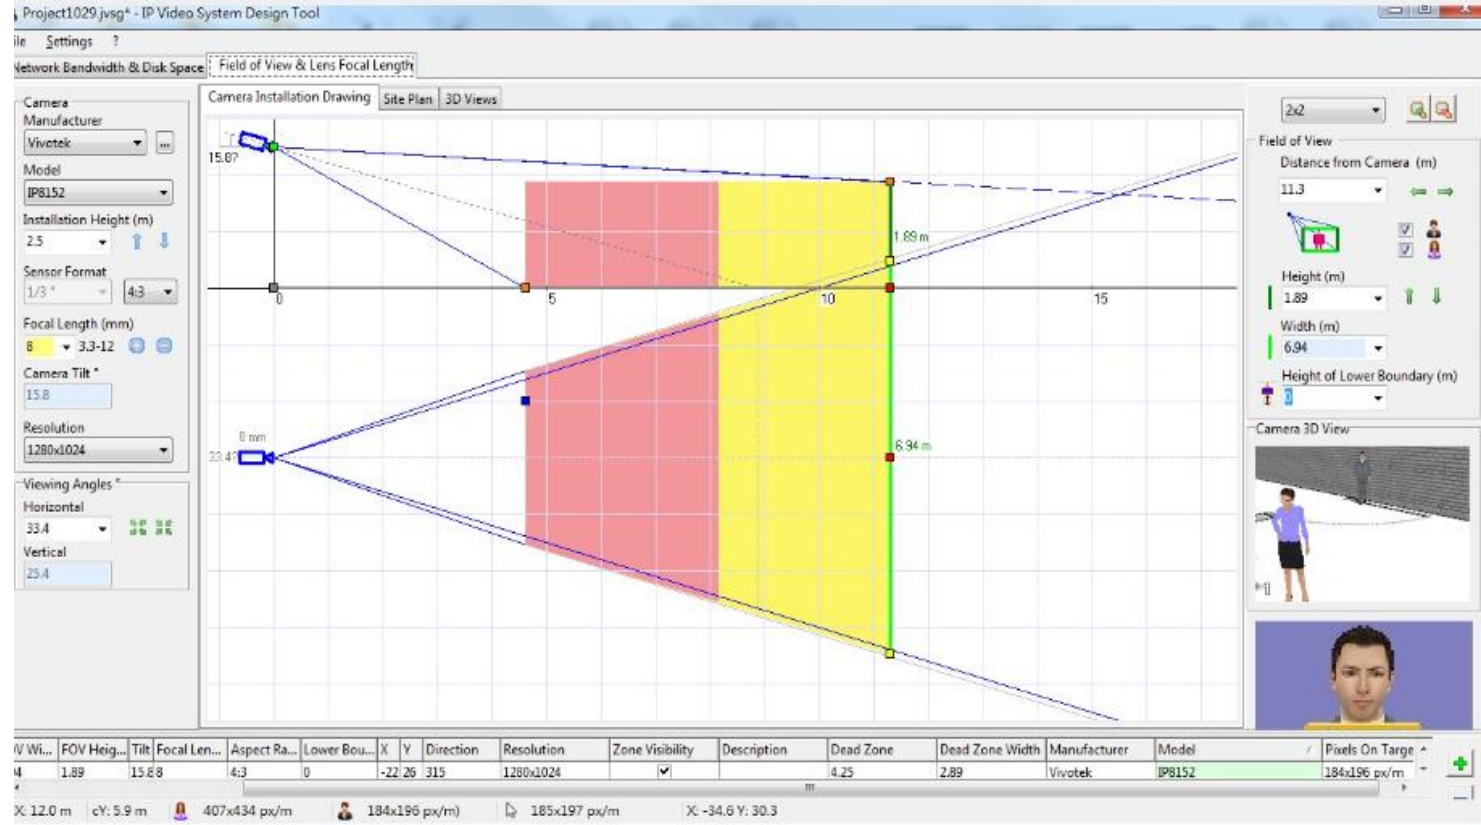 Project1029.jvsg* - IP Video System Design Tool
ile Settings ?
Network Bandwidth & Disk Space Field of View & Lens Focal Length
Camera Installation Drawing Site Plan 3D Views
Camera
Manufacturer
Vivotek ...
Model
IP8152
Installation Height (m)
2.5
Sensor Format
1/3 " 4:3
Focal Length (mm)
8 3.3-12
Camera Tilt °
15.8
Resolution
1280x1024
Viewing Angles °
Horizontal
33.4
Vertical
25.4
15.8?
0 5 10 15
1.89 m
8 mm
33.4?
6.94 m
2x2
Field of View
Distance from Camera (m)
11.3
Height (m)
1.89
Width (m)
6.94
Height of Lower Boundary (m)
0
Camera 3D View
V Wi... FOV Heig... Tilt Focal Len... Aspect Ra... Lower Bou... X Y Direction Resolution Zone Visibility Description Dead Zone Dead Zone Width Manufacturer Model Pixels On Targe
4 1.89 15.8 8 4:3 0 -22 26 315 1280x1024 4.25 2.89 Vivotek IP8152 184x196 px/m
X: 12.0 m cY: 5.9 m 407x434 px/m 184x196 px/m) 185x197 px/m X: -34.6 Y: 30.3